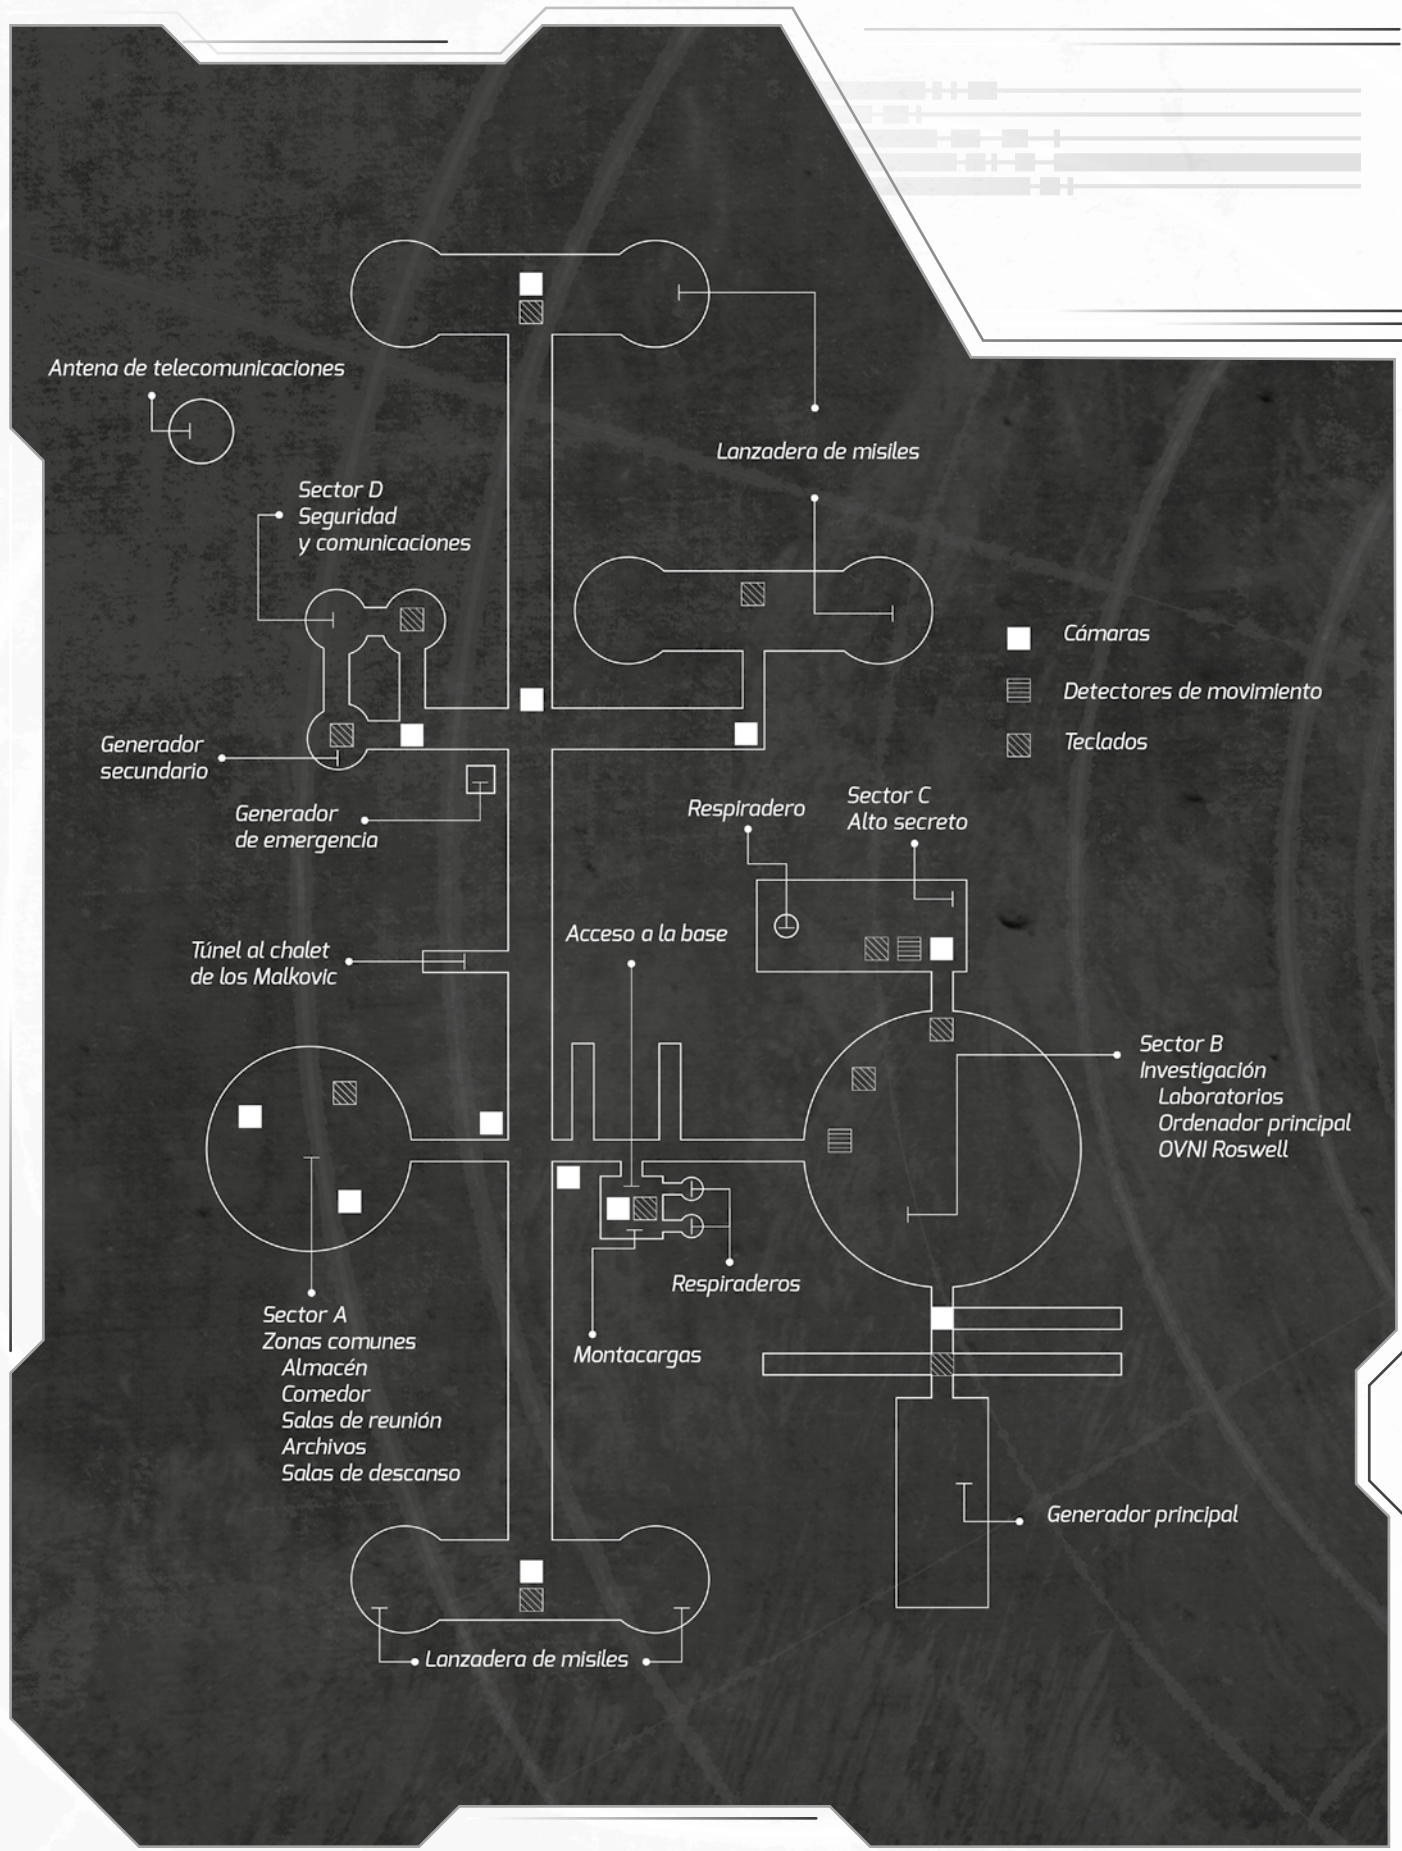 Antena de telecomunicaciones
Lanzadera de misiles
Sector D
Seguridad
y comunicaciones
Cámaras
Detectores de movimiento
Teclados
Generador
secundario
Generador
de emergencia
Respiradero
Sector C
Alto secreto
Túnel al chalet
de los Malkovic
Acceso a la base
Sector B
Investigación
Laboratorios
Ordenador principal
OVNI Roswell
Respiraderos
Montacargas
Sector A
Zonas comunes
Almacén
Comedor
Salas de reunión
Archivos
Salas de descanso
Generador principal
Lanzadera de misiles